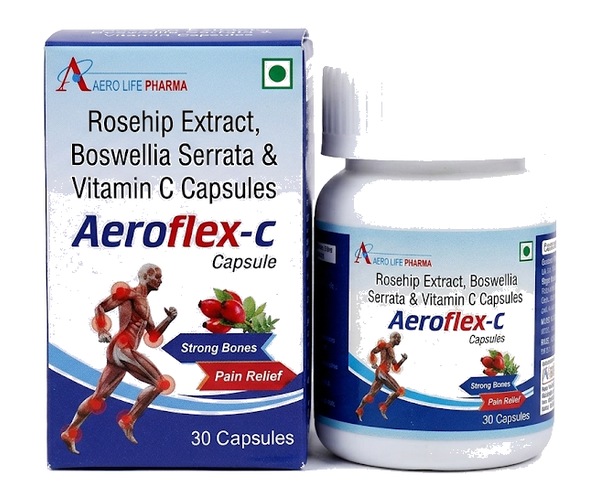 AERO LIFE PHARMA
Rosehip Extract,
Boswellia Serrata &
Vitamin C Capsules
Aeroflex-C
Capsule
Strong Bones
Pain Relief
30 Capsules
AERO LIFE PHARMA
Rosehip Extract, Boswellia
Serrata & Vitamin C Capsules
Aeroflex-C
Capsules
Strong Bones
Pain Relief
30 Capsules